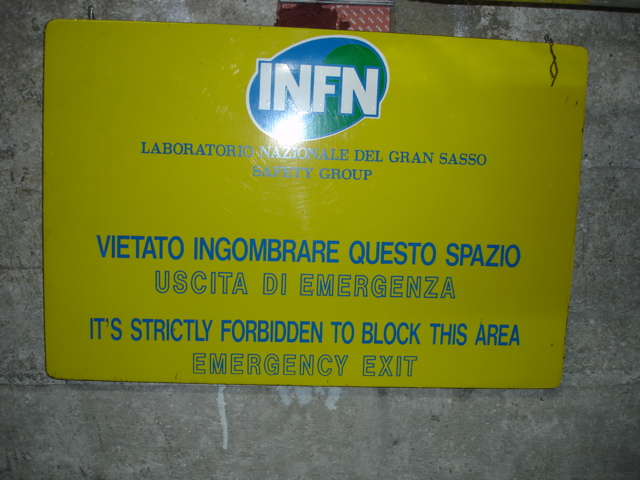 INFN
LABORATORIO NAZIONALE DEL GRAN SASSO
SAFETY GROUP
VIETATO INGOMBRARE QUESTO SPAZIO
USCITA DI EMERGENZA
IT'S STRICTLY FORBIDDEN TO BLOCK THIS AREA
EMERGENCY EXIT